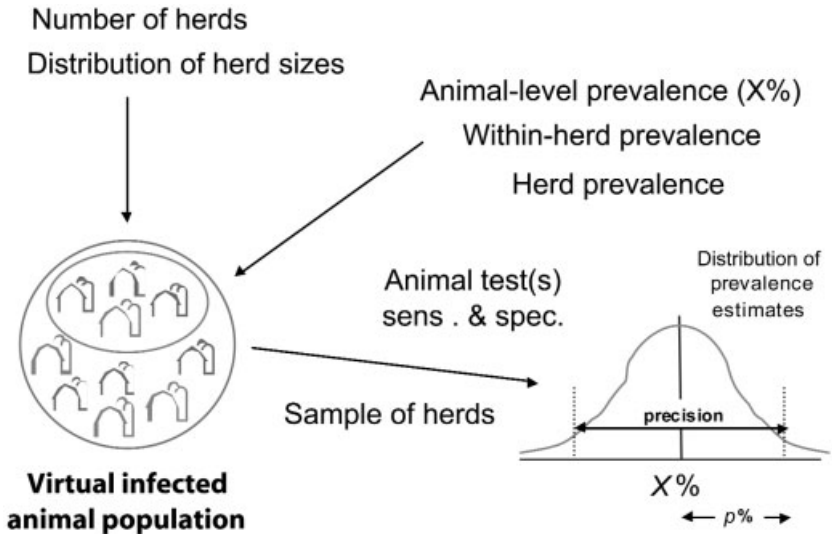 Number of herds
Distribution of herd sizes
Animal-level prevalence (X%)
Within-herd prevalence
Herd prevalence
Animal test(s)
sens . & spec.
Sample of herds
Distribution of
prevalence
estimates
precision
X%
p%
Virtual infected
animal population